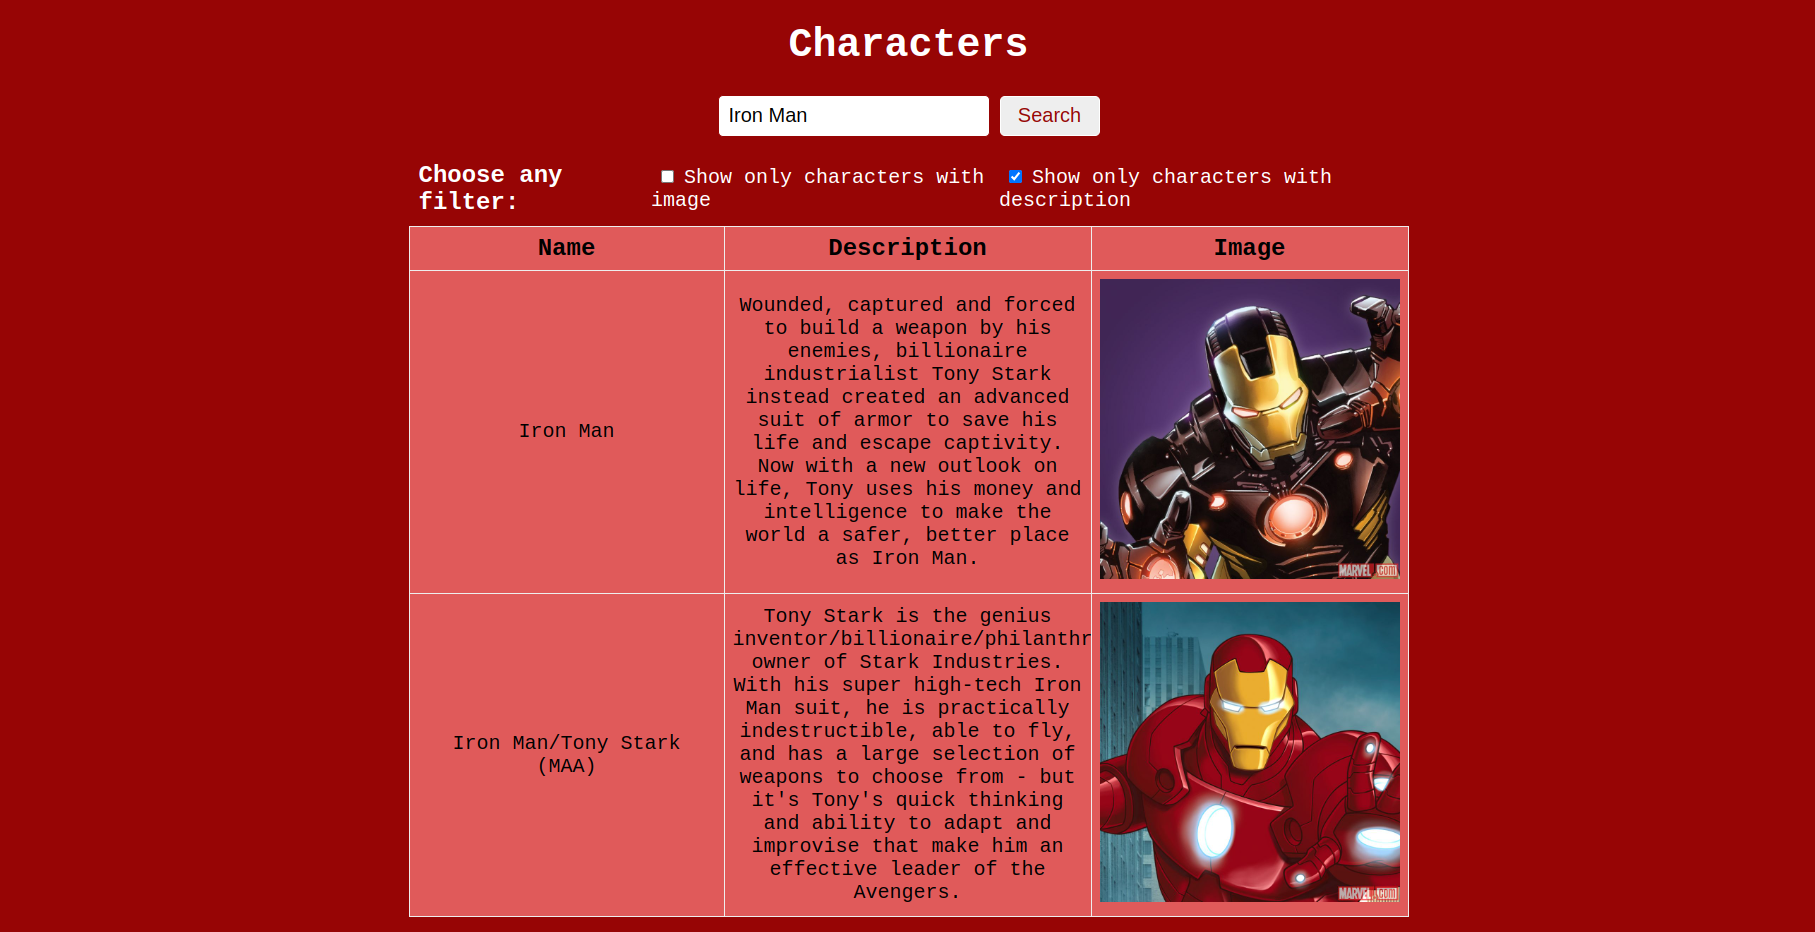 Characters
Iron Man
Search
Choose any
filter:
Show only characters with
image
Show only characters with
description
Name
Description
Image
Iron Man
Wounded, captured and forced
to build a weapon by his
enemies, billionaire
industrialist Tony Stark
instead created an advanced
suit of armor to save his
life and escape captivity.
Now with a new outlook on
life, Tony uses his money and
intelligence to make the
world a safer, better place
as Iron Man.
MARVEL .com
Iron Man/Tony Stark
(MAA)
Tony Stark is the genius
inventor/billionaire/philanthr
owner of Stark Industries.
With his super high-tech Iron
Man suit, he is practically
indestructible, able to fly,
and has a large selection of
weapons to choose from - but
it's Tony's quick thinking
and ability to adapt and
improvise that make him an
effective leader of the
Avengers.
MARVEL .com